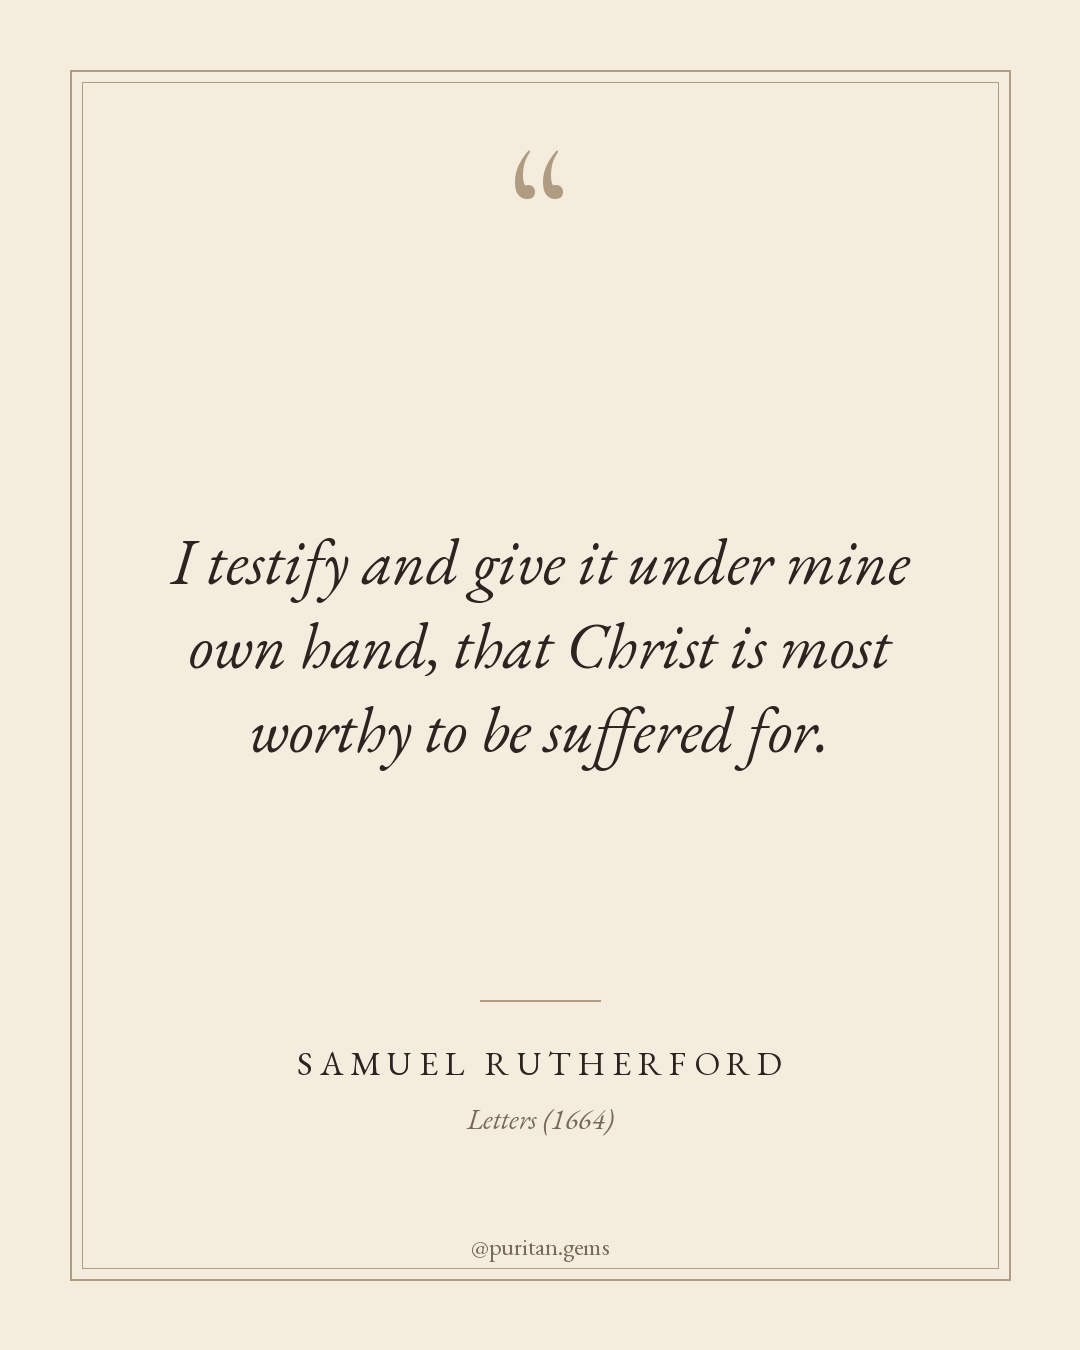 “
I testify and give it under mine
own hand, that Christ is most
worthy to be suffered for.
SAMUEL RUTHERFORD
Letters (1664)
@puritan.gems